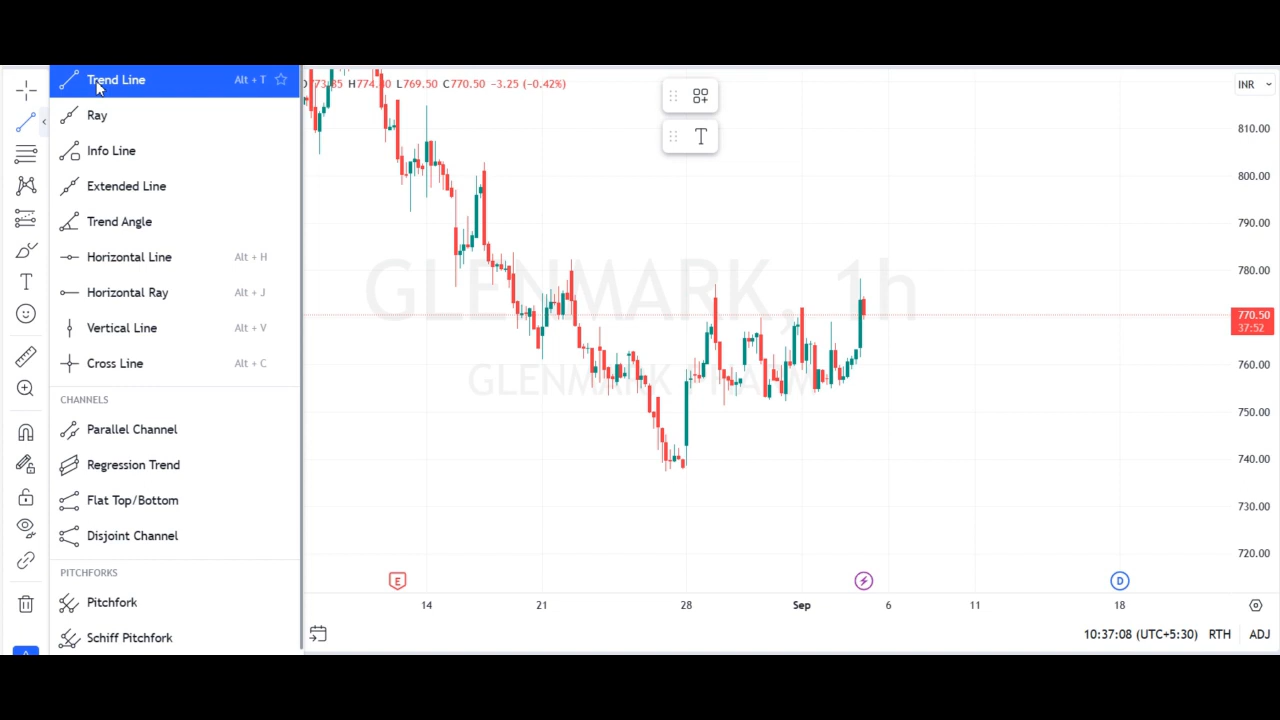 Trend Line Alt + T
Ray
Info Line
Extended Line
Trend Angle
Horizontal Line Alt + H
Horizontal Ray Alt + J
Vertical Line Alt + V
Cross Line Alt + C
CHANNELS
Parallel Channel
Regression Trend
Flat Top/Bottom
Disjoint Channel
PITCHFORKS
Pitchfork
Schiff Pitchfork
L769.50 C770.50 −3.25 (−0.42%)
T
T
GLENMARK, 1h
GLENMARK
INR
810.00
800.00
790.00
780.00
770.50
37:52
760.00
750.00
740.00
730.00
720.00
E
D
14 21 28 Sep 6 11 18
10:37:08 (UTC+5:30) RTH ADJ